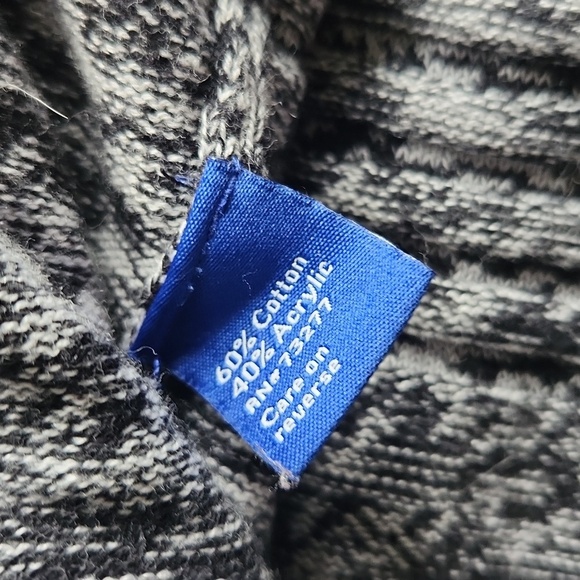 60% Cotton
40% Acrylic
RN# 73277
Care on
reverse